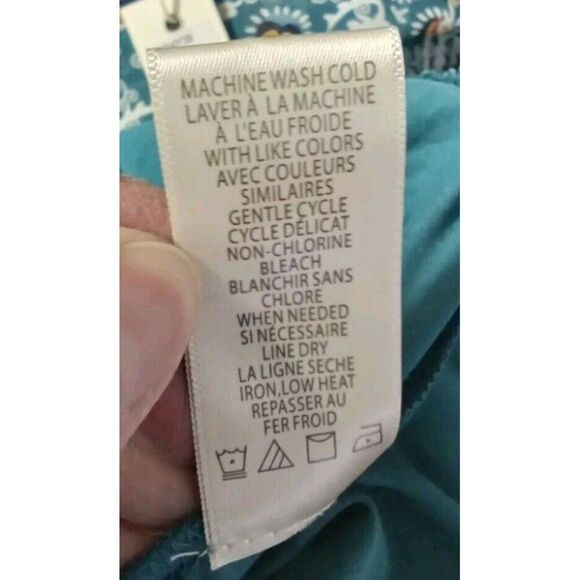 MACHINE WASH COLD
LAVER À LA MACHINE
À L'EAU FROIDE
WITH LIKE COLORS
AVEC COULEURS
SIMILAIRES
GENTLE CYCLE
CYCLE DÉLICAT
NON-CHLORINE
BLEACH
BLANCHIR SANS
CHLORE
WHEN NEEDED
SI NÉCESSAIRE
LINE DRY
LA LIGNE SECHE
IRON,LOW HEAT
REPASSER AU
FER FROID